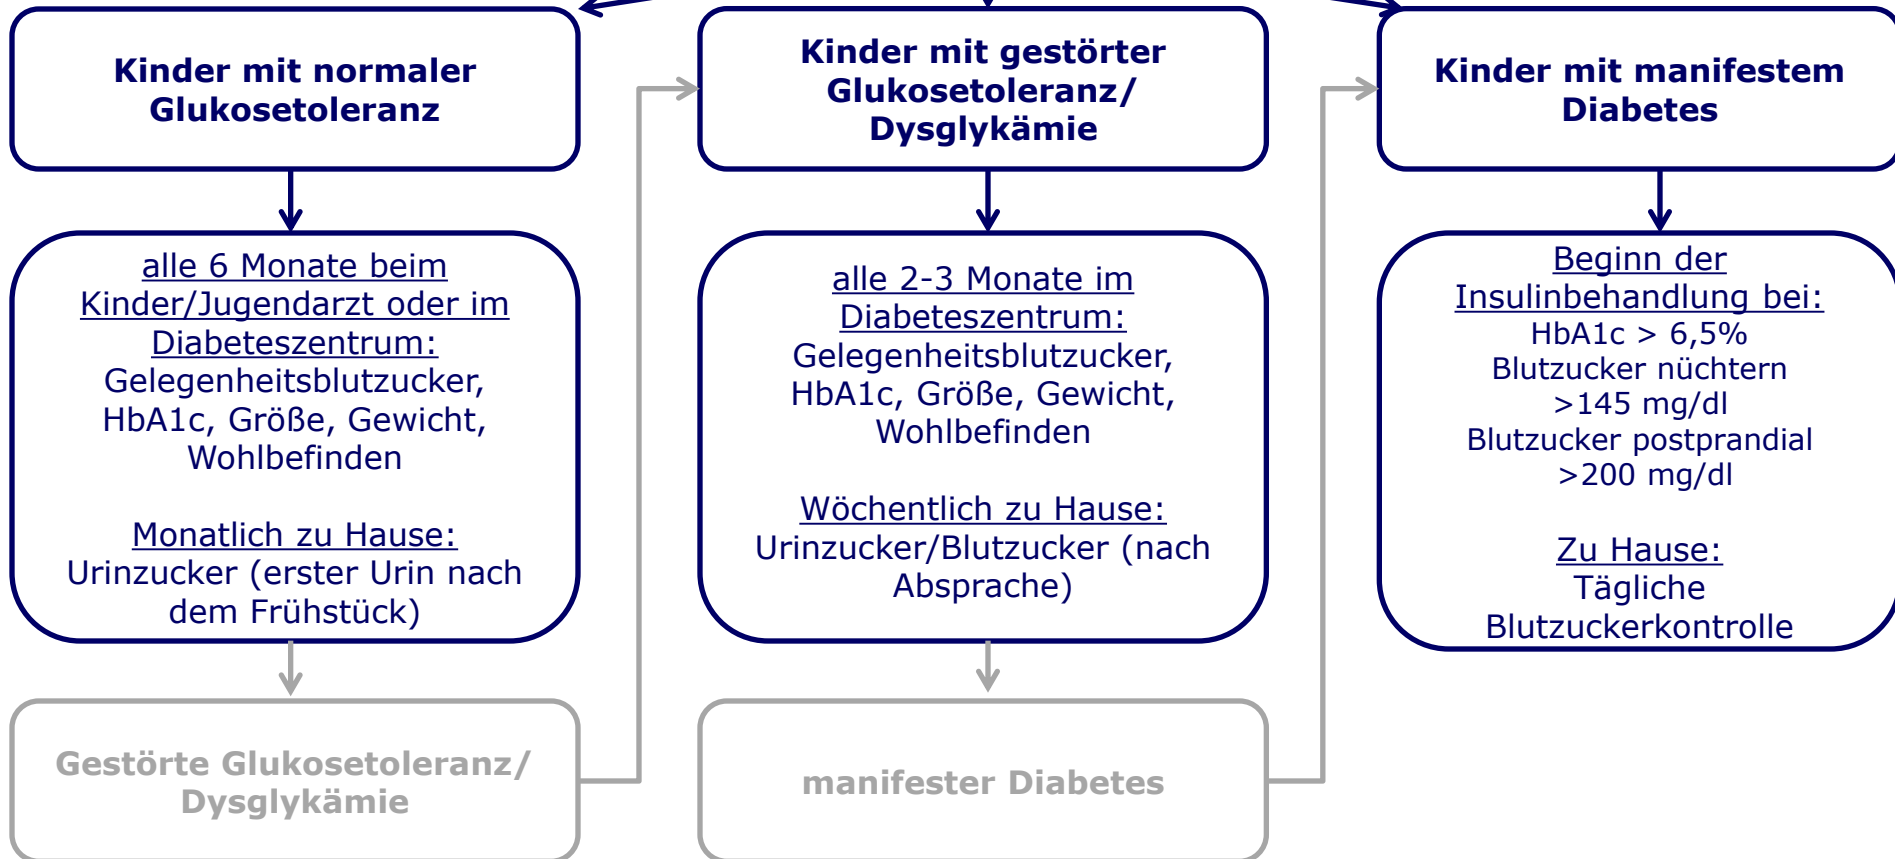 Kinder mit normaler
Glukosetoleranz
alle 6 Monate beim
Kinder/Jugendarzt oder im
Diabeteszentrum:
Gelegenheitsblutzucker,
HbA1c, Größe, Gewicht,
Wohlbefinden
Monatlich zu Hause:
Urinzucker (erster Urin nach
dem Frühstück)
Gestörte Glukosetoleranz/
Dysglykämie
Kinder mit gestörter
Glukosetoleranz/
Dysglykämie
alle 2-3 Monate im
Diabeteszentrum:
Gelegenheitsblutzucker,
HbA1c, Größe, Gewicht,
Wohlbefinden
Wöchentlich zu Hause:
Urinzucker/Blutzucker (nach
Absprache)
manifester Diabetes
Kinder mit manifestem
Diabetes
Beginn der
Insulinbehandlung bei:
HbA1c > 6,5%
Blutzucker nüchtern
>145 mg/dl
Blutzucker postprandial
>200 mg/dl
Zu Hause:
Tägliche
Blutzuckerkontrolle